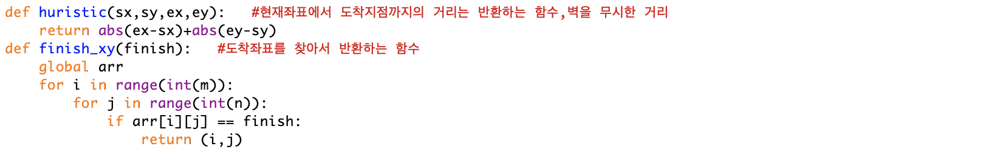 def huristic(sx,sy,ex,ey):   #현재좌표에서 도착지점까지의 거리는 반환하는 함수,벽을 무시한 거리
    return abs(ex-sx)+abs(ey-sy)
def finish_xy(finish):   #도착좌표를 찾아서 반환하는 함수
    global arr
    for i in range(int(m)):
        for j in range(int(n)):
            if arr[i][j] == finish:
                return (i,j)